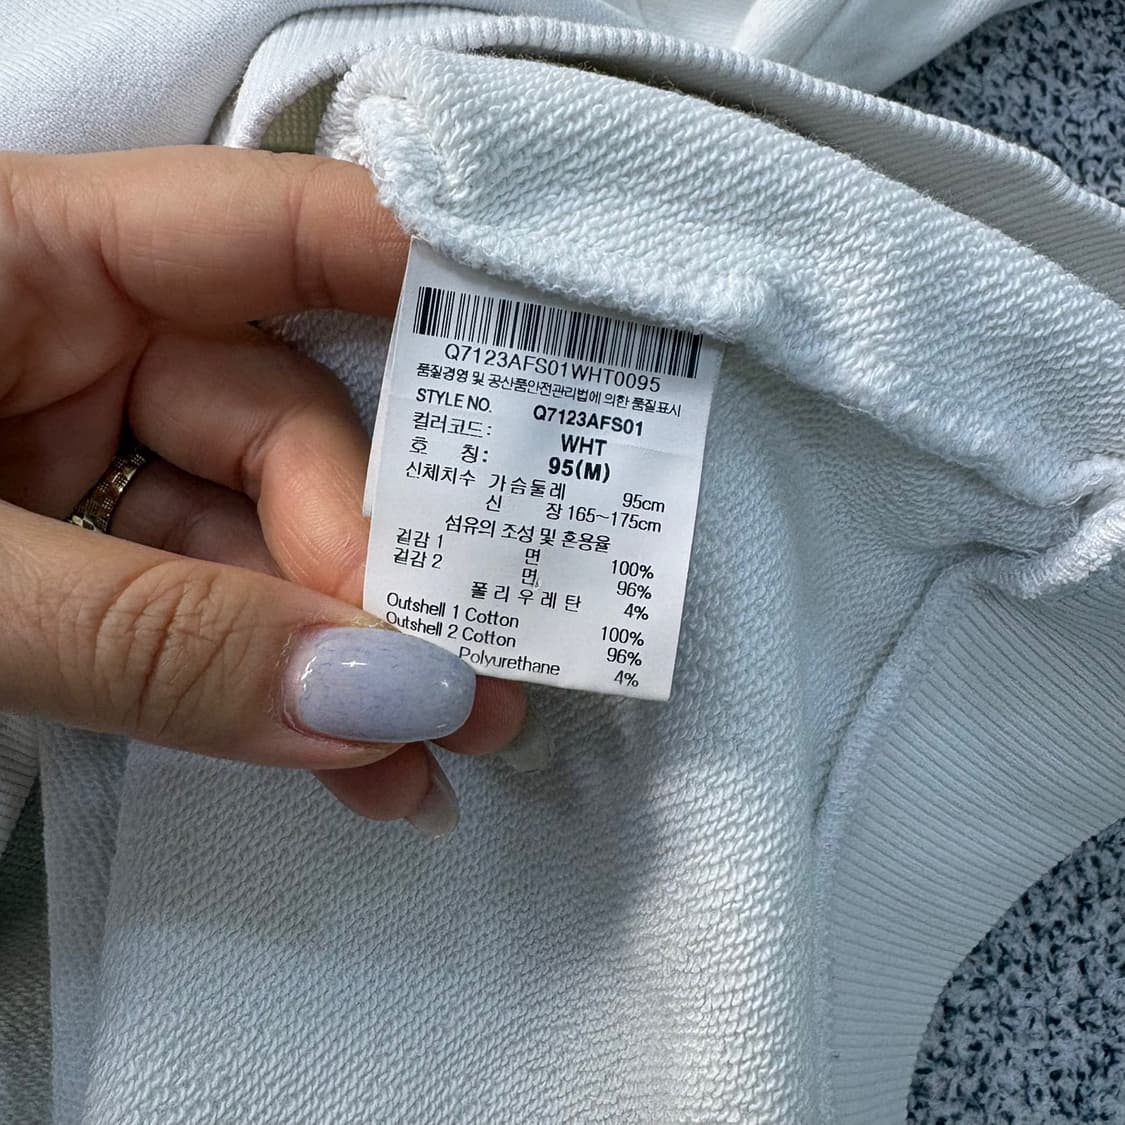 Q7123AFS01WHT0095
품질경영 및 공산품안전관리법에 의한 품질표시
STYLE NO. Q7123AFS01
컬러코드: WHT
호 칭: 95(M)
신체치수 가슴둘레 95cm
신 장 165~175cm
섬유의 조성 및 혼용율
겉감 1 면 100%
겉감 2 면 96%
폴리우레탄 4%
Outshell 1 Cotton 100%
Outshell 2 Cotton 96%
Polyurethane 4%